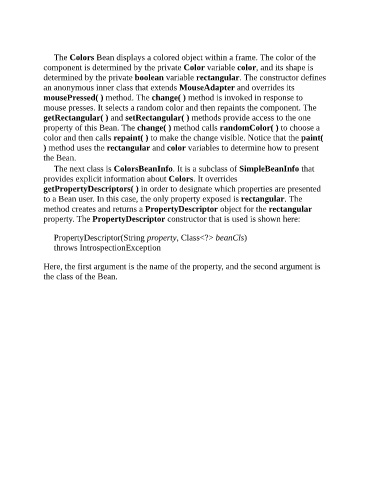 The Colors Bean displays a colored object within a frame. The color of the
component is determined by the private Color variable color, and its shape is
determined by the private boolean variable rectangular. The constructor defines
an anonymous inner class that extends MouseAdapter and overrides its
mousePressed( ) method. The change( ) method is invoked in response to
mouse presses. It selects a random color and then repaints the component. The
getRectangular( ) and setRectangular( ) methods provide access to the one
property of this Bean. The change( ) method calls randomColor( ) to choose a
color and then calls repaint( ) to make the change visible. Notice that the paint(
) method uses the rectangular and color variables to determine how to present
the Bean.
The next class is ColorsBeanInfo. It is a subclass of SimpleBeanInfo that
provides explicit information about Colors. It overrides
getPropertyDescriptors( ) in order to designate which properties are presented
to a Bean user. In this case, the only property exposed is rectangular. The
method creates and returns a PropertyDescriptor object for the rectangular
property. The PropertyDescriptor constructor that is used is shown here:
PropertyDescriptor(String property, Class<?> beanCls)
throws IntrospectionException
Here, the first argument is the name of the property, and the second argument is
the class of the Bean.